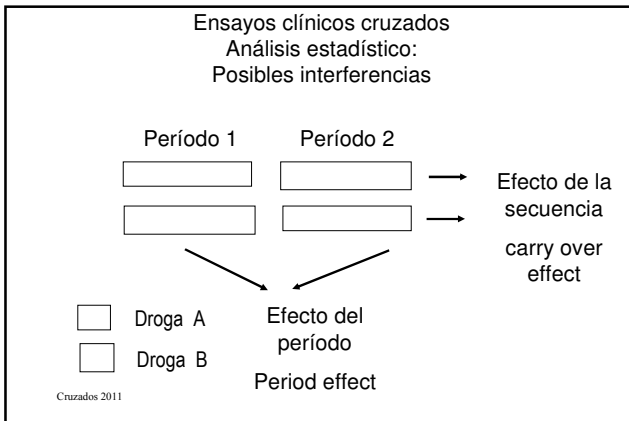 Ensayos clínicos cruzados
Análisis estadístico:
Posibles interferencias
Período 1
Período 2
Efecto de la
secuencia
carry over
effect
Droga A
Droga B
Efecto del
período
Period effect
Cruzados 2011